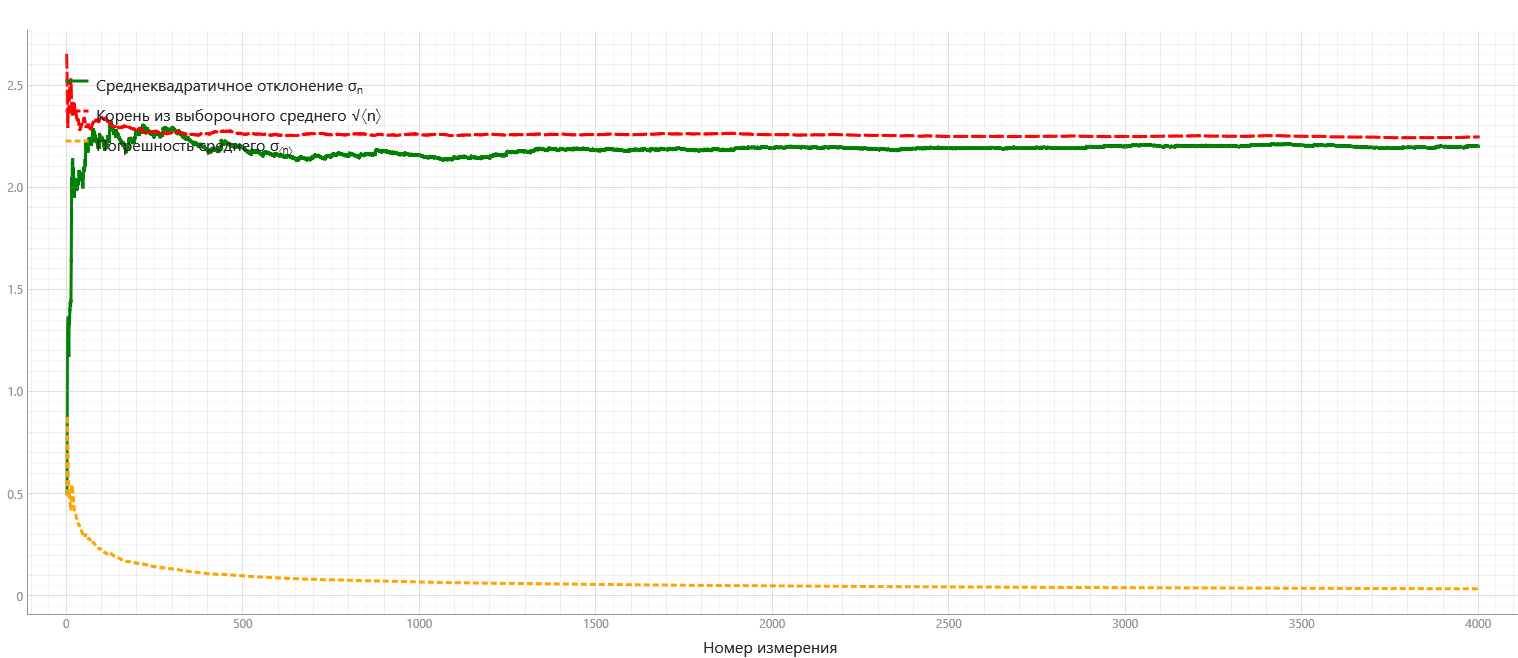 2.5
2.0
1.5
1.0
0.5
0
Среднеквадратичное отклонение σn
Корень из выборочного среднего √⟨n⟩
Погрешность среднего σ⟨n⟩
0 500 1000 1500 2000 2500 3000 3500 4000
Номер измерения